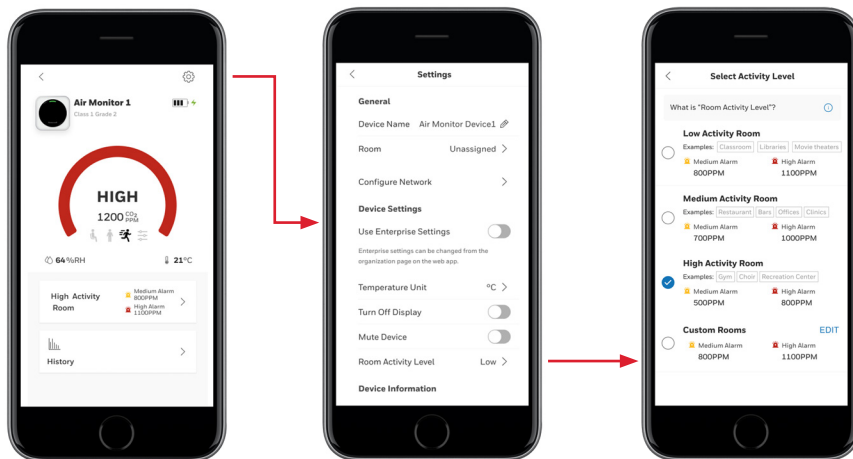 Air Monitor 1
Class 1 Grade 2
HIGH
1200 CO2 PPM
64%RH
21°C
High Activity Room
Medium Alarm
800PPM
High Alarm
1100PPM
History
Settings
General
Device Name Air Monitor Device1
Room Unassigned
Configure Network
Device Settings
Use Enterprise Settings
Enterprise settings can be changed from the
organization page on the web app.
Temperature Unit °C
Turn Off Display
Mute Device
Room Activity Level Low
Device Information
Select Activity Level
What is "Room Activity Level"?
Low Activity Room
Examples: Classroom Libraries Movie theaters
Medium Alarm High Alarm
800PPM 1100PPM
Medium Activity Room
Examples: Restaurant Bars Offices Clinics
Medium Alarm High Alarm
700PPM 1000PPM
High Activity Room
Examples: Gym Choir Recreation Center
Medium Alarm High Alarm
500PPM 800PPM
Custom Rooms EDIT
Medium Alarm High Alarm
800PPM 1100PPM